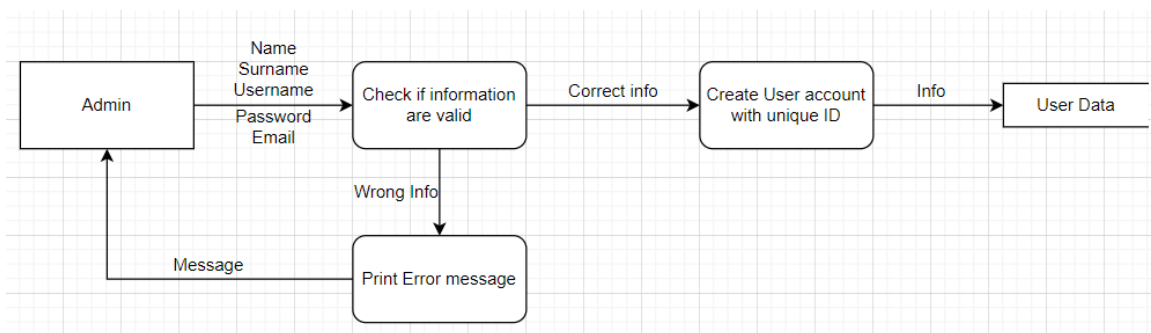 Name
Surname
Username
Password
Email
Admin
Check if information
are valid
Correct info
Create User account
with unique ID
Info
User Data
Wrong Info
Message
Print Error message